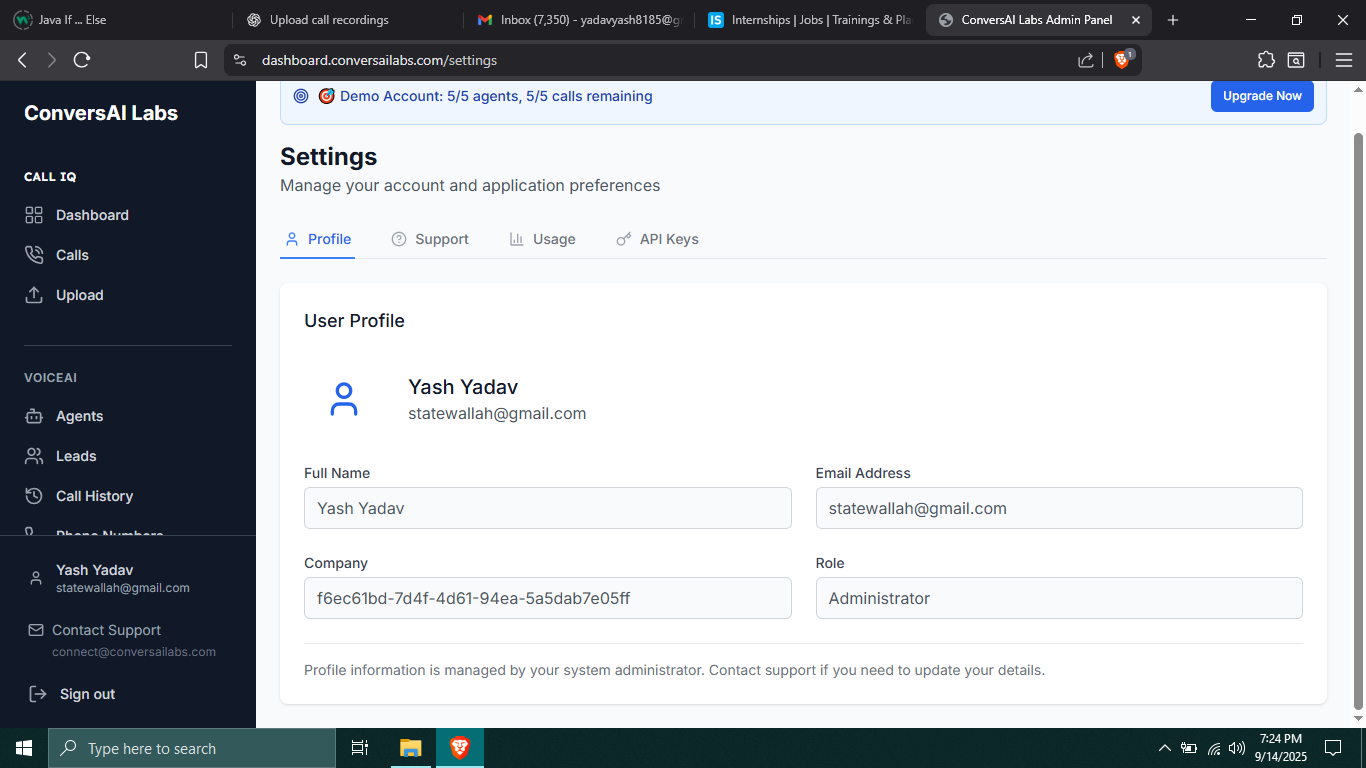 Java If ... Else
Upload call recordings
Inbox (7,350) - yadavyash8185@g
Internships | Jobs | Trainings & Pla
ConversAI Labs Admin Panel
dashboard.conversailabs.com/settings
1
ConversAI Labs
CALL IQ
Dashboard
Calls
Upload
VOICEAI
Agents
Leads
Call History
Phone Numbers
Yash Yadav
statewallah@gmail.com
Contact Support
connect@conversailabs.com
Sign out
Demo Account: 5/5 agents, 5/5 calls remaining
Upgrade Now
Settings
Manage your account and application preferences
Profile
Support
Usage
API Keys
User Profile
Yash Yadav
statewallah@gmail.com
Full Name
Yash Yadav
Email Address
statewallah@gmail.com
Company
f6ec61bd-7d4f-4d61-94ea-5a5dab7e05ff
Role
Administrator
Profile information is managed by your system administrator. Contact support if you need to update your details.
Type here to search
7:24 PM
9/14/2025